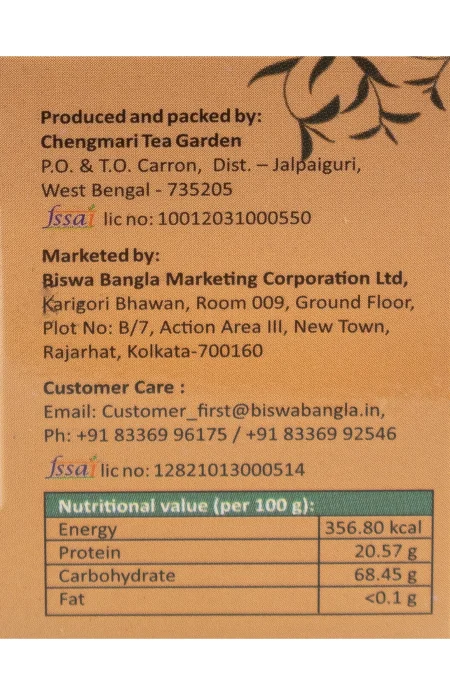 Produced and packed by:
Chengmari Tea Garden
P.O. & T.O. Carron, Dist. – Jalpaiguri,
West Bengal - 735205
fssai lic no: 10012031000550
Marketed by:
Biswa Bangla Marketing Corporation Ltd,
Karigori Bhawan, Room 009, Ground Floor,
Plot No: B/7, Action Area III, New Town,
Rajarhat, Kolkata-700160
Customer Care :
Email: Customer_first@biswabangla.in,
Ph: +91 83369 96175 / +91 83369 92546
fssai lic no: 12821013000514
Nutritional value (per 100 g):
Energy 356.80 kcal
Protein 20.57 g
Carbohydrate 68.45 g
Fat <0.1 g